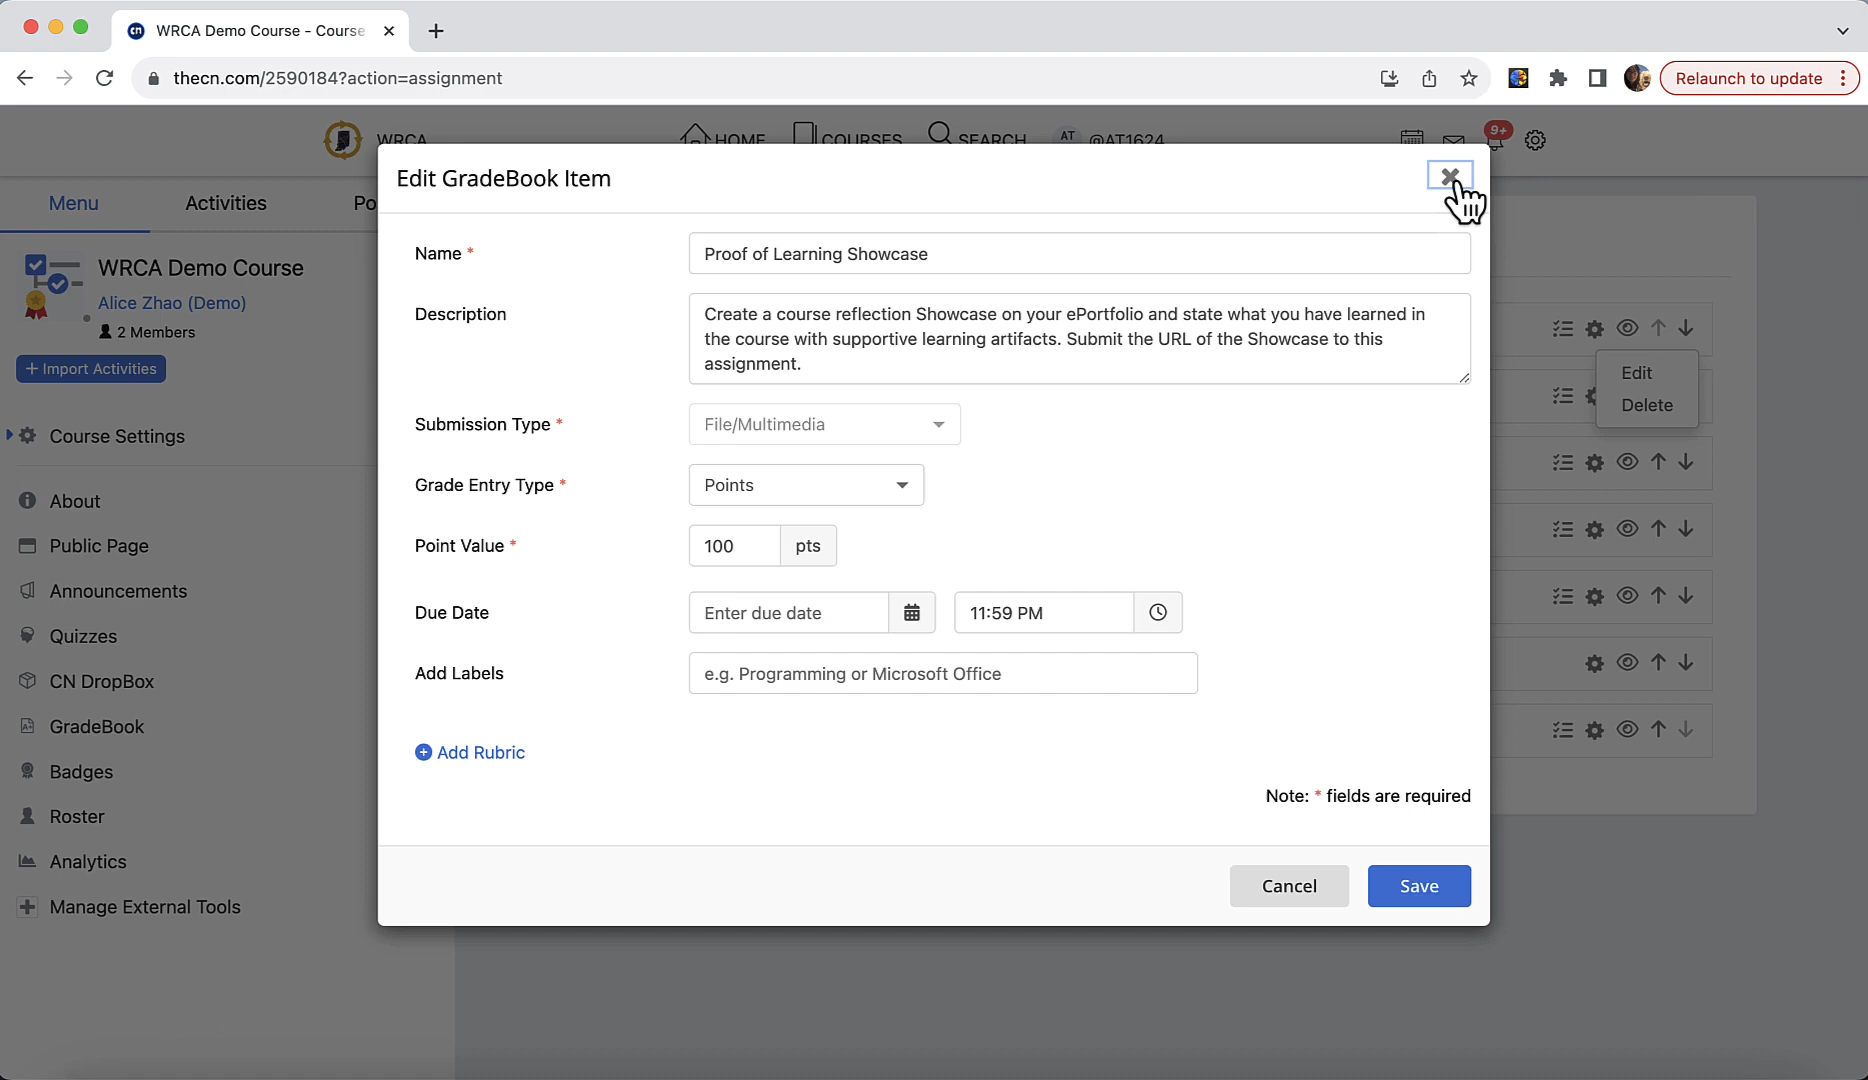 WRCA Demo Course - Course
thecn.com/2590184?action=assignment
Relaunch to update
WRCA
HOME
COURSES
SEARCH
AT
@AT1624
9+
Menu
Activities
Po
Edit GradeBook Item
WRCA Demo Course
Alice Zhao (Demo)
2 Members
+ Import Activities
Course Settings
About
Public Page
Announcements
Quizzes
CN DropBox
GradeBook
Badges
Roster
Analytics
Manage External Tools
Name *
Proof of Learning Showcase
Description
Create a course reflection Showcase on your ePortfolio and state what you have learned in
the course with supportive learning artifacts. Submit the URL of the Showcase to this
assignment.
Submission Type *
File/Multimedia
Grade Entry Type *
Points
Point Value *
100
pts
Due Date
Enter due date
11:59 PM
Add Labels
e.g. Programming or Microsoft Office
Add Rubric
Note: * fields are required
Cancel
Save
Edit
Delete